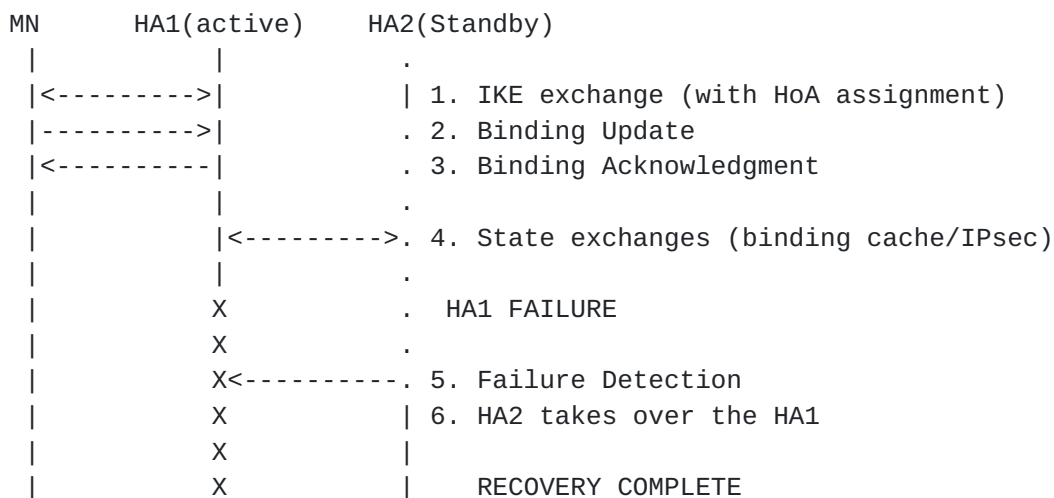 MN       HA1(active)    HA2(Standby)
 |            |            .
 |<--------->|            | 1. IKE exchange (with HoA assignment)
 |---------->|            . 2. Binding Update
 |<----------|            . 3. Binding Acknowledgment
 |            |            .
 |            |<--------->. 4. State exchanges (binding cache/IPsec)
 |            |            .
 |            X            .  HA1 FAILURE
 |            X            .
 |            X<----------. 5. Failure Detection
 |            X            | 6. HA2 takes over the HA1
 |            X            |
 |            X            |   RECOVERY COMPLETE